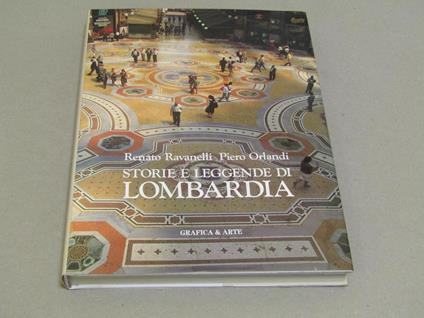 Renato Ravanelli Piero Orlandi
STORIE E LEGGENDE DI
LOMBARDIA
GRAFICA & ARTE